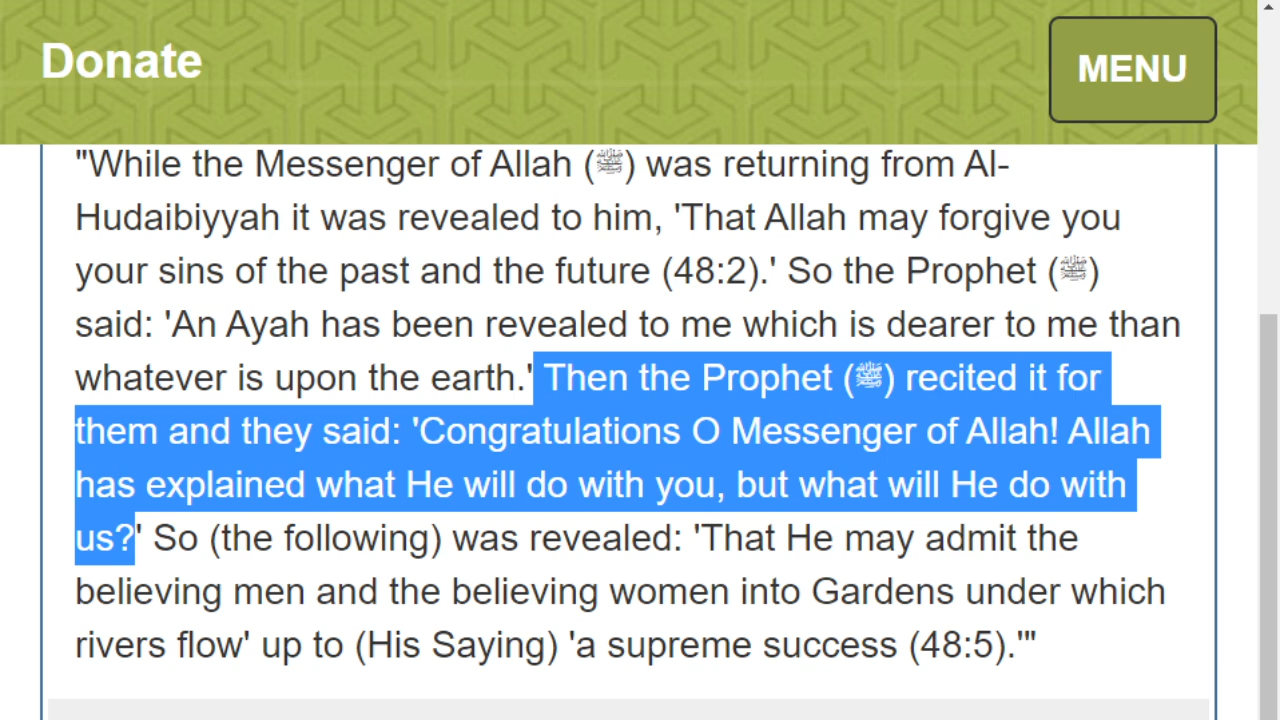 Donate
MENU
"While the Messenger of Allah (ﷺ) was returning from Al-
Hudaibiyyah it was revealed to him, 'That Allah may forgive you
your sins of the past and the future (48:2).' So the Prophet (ﷺ)
said: 'An Ayah has been revealed to me which is dearer to me than
whatever is upon the earth.' Then the Prophet (ﷺ) recited it for
them and they said: 'Congratulations O Messenger of Allah! Allah
has explained what He will do with you, but what will He do with
us?' So (the following) was revealed: 'That He may admit the
believing men and the believing women into Gardens under which
rivers flow' up to (His Saying) 'a supreme success (48:5).'"